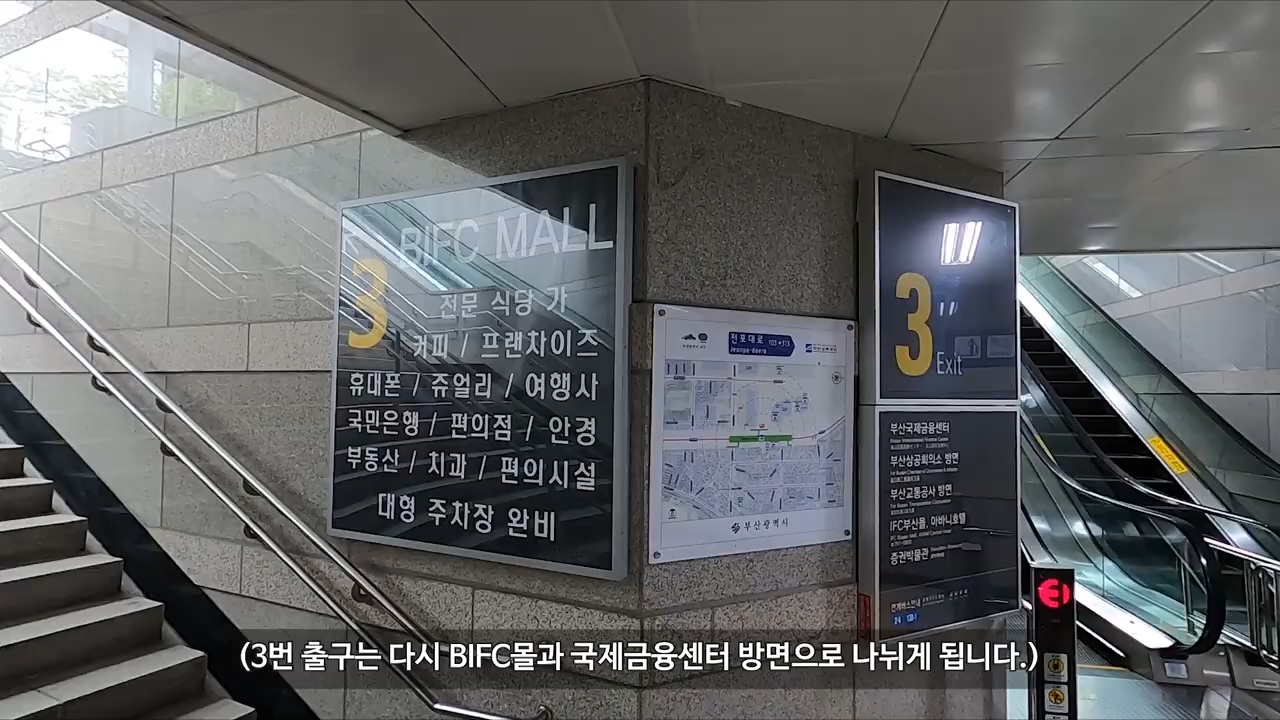 BIFC MALL
3
전문 식당 가
커피 / 프랜차이즈
휴대폰 / 쥬얼리 / 여행사
국민은행 / 편의점 / 안경
부동산 / 치과 / 편의시설
대형 주차장 완비
전포대로
Jeonpo-daero
부산광역시
3
Exit
부산국제금융센터
Busan International Finance Center
부산상공회의소 방면
부산교통공사 방면
IFC부산몰, 아바니호텔
증권박물관
연계버스안내
(3번 출구는 다시 BIFC몰과 국제금융센터 방면으로 나뉘게 됩니다.)